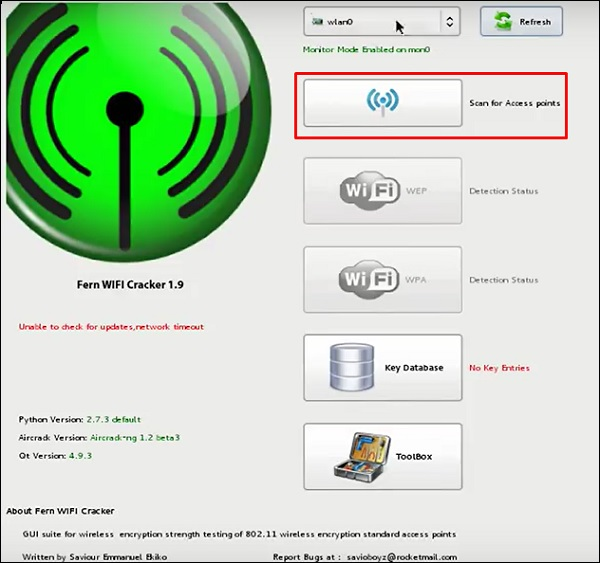 wlan0
Refresh
Monitor Mode Enabled on mon0
Scan for Access points
WiFi WEP
Detection Status
Fern WIFI Cracker 1.9
WiFi WPA
Detection Status
Unable to check for updates,network timeout
Key Database
No Key Entries
Python Version: 2.7.3 default
Aircrack Version: Aircrack-ng 1.2 beta3
Qt Version: 4.9.3
ToolBox
About Fern WIFI Cracker
GUI suite for wireless encryption strength testing of 802.11 wireless encryption standard access points
Written by Saviour Emmanuel Ekiko
Report Bugs at : savioboyz@rocketmail.com